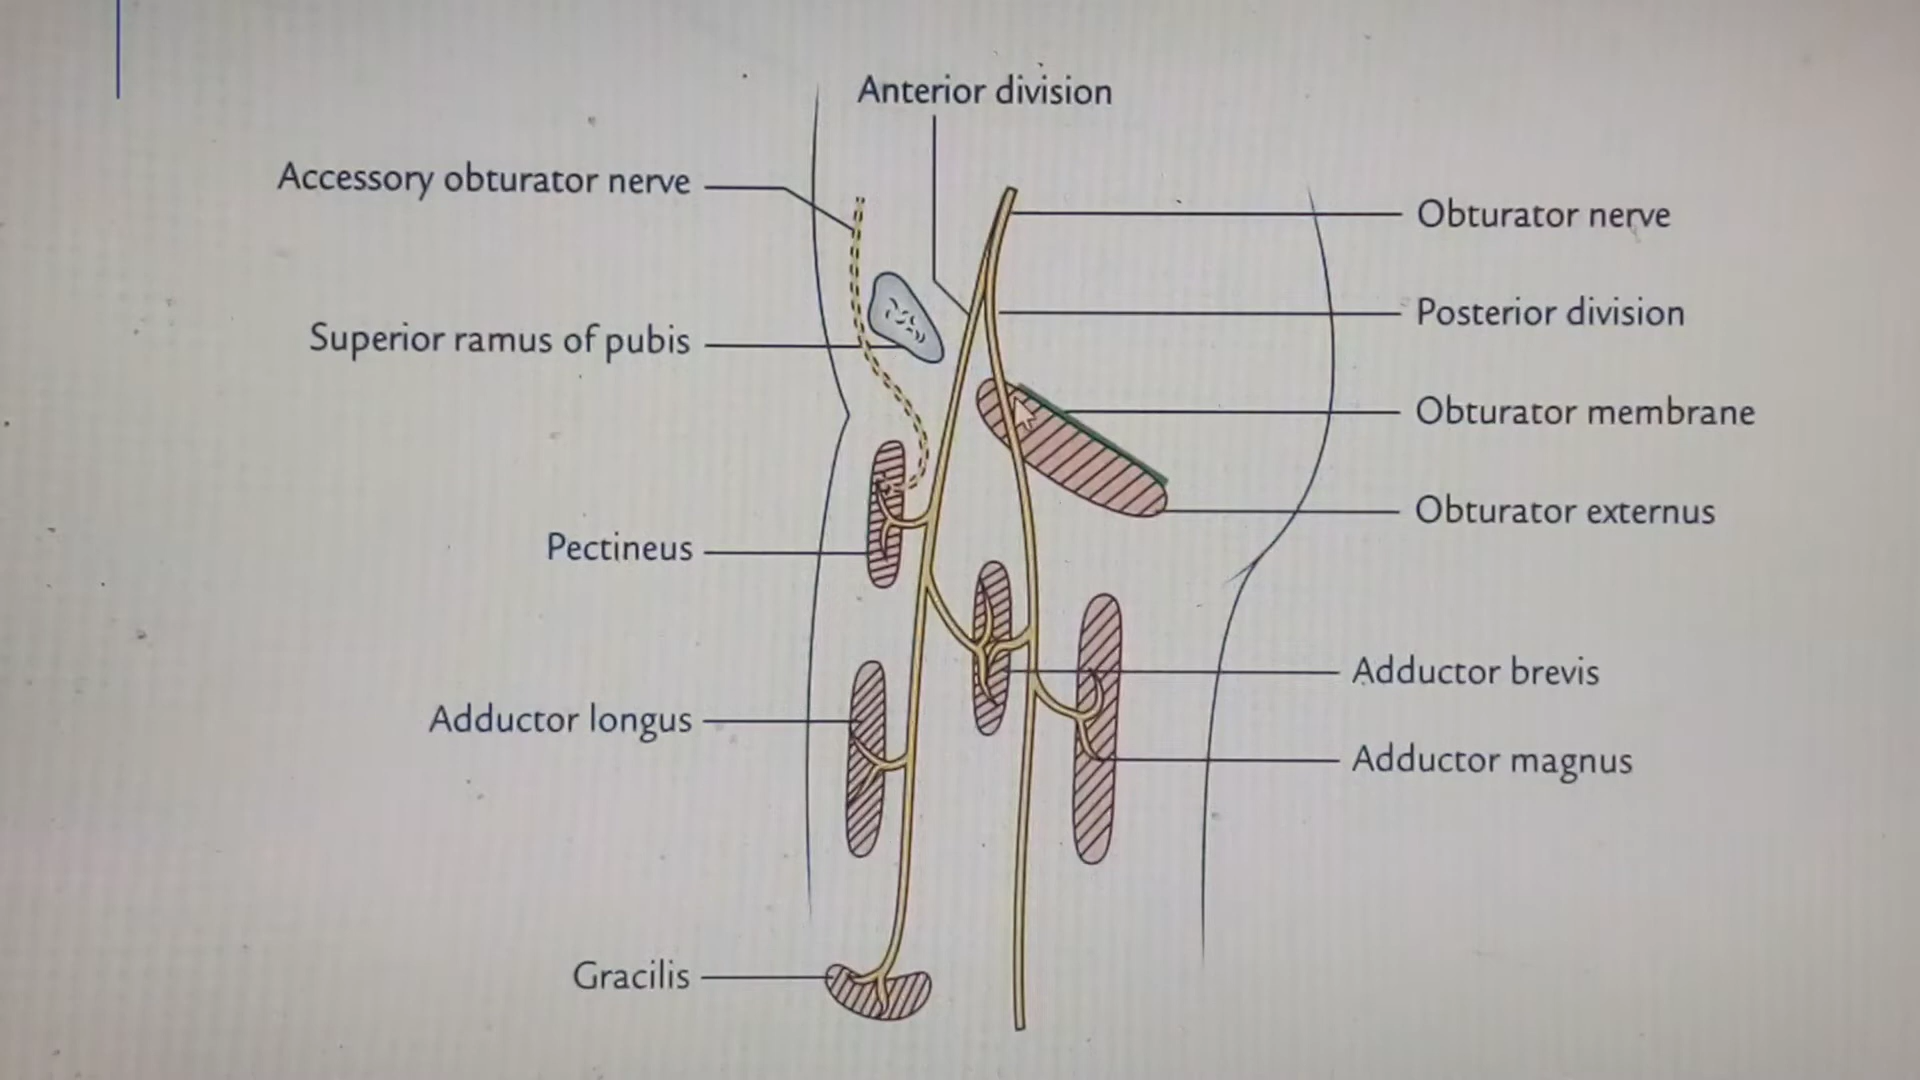 Anterior division
Accessory obturator nerve
Obturator nerve
Posterior division
Superior ramus of pubis
Obturator membrane
Obturator externus
Pectineus
Adductor brevis
Adductor longus
Adductor magnus
Gracilis